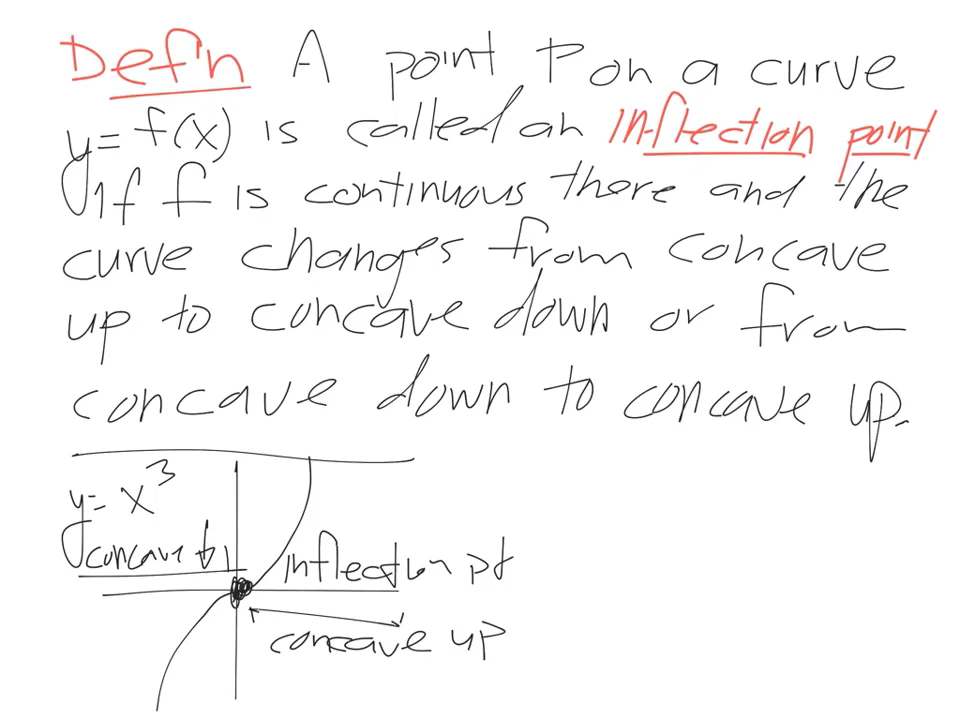 Def'n A point P on a curve
y = f(x) is called an inflection point
if f is continuous there and the
curve changes from concave
up to concave down or from
concave down to concave up.
y = x³
concave
inflection pt
concave up